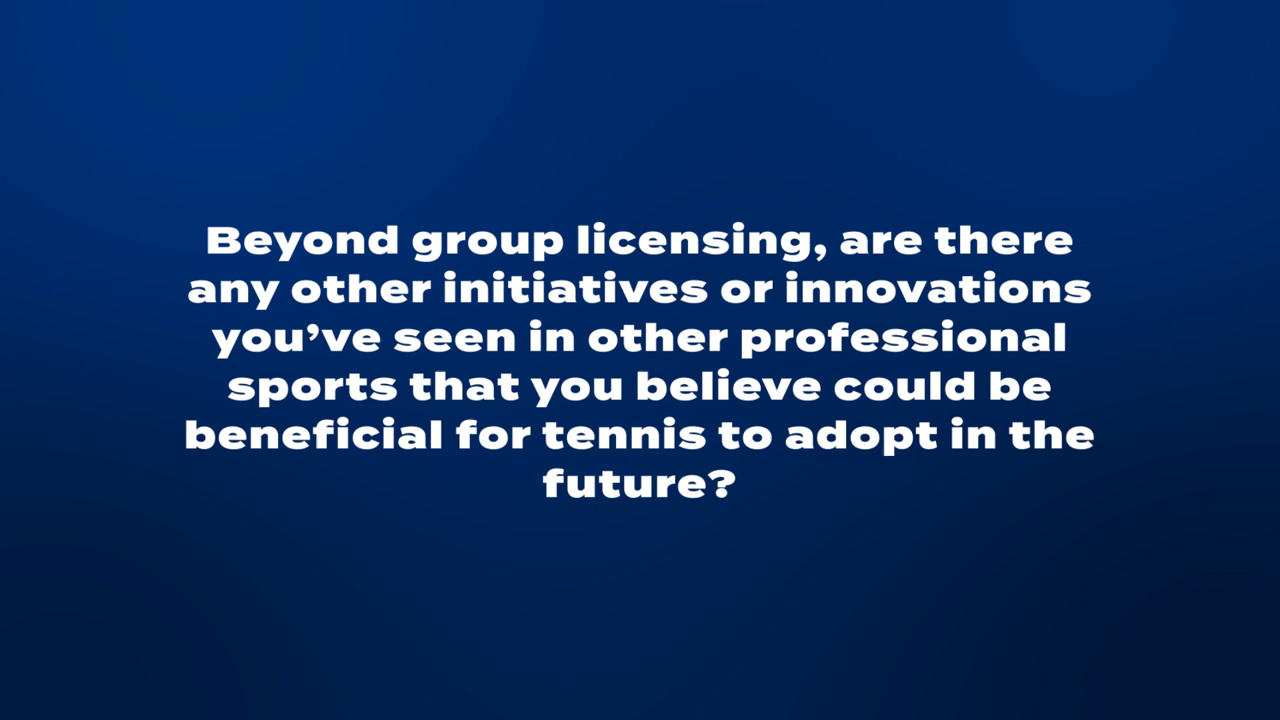 Beyond group licensing, are there
any other initiatives or innovations
you’ve seen in other professional
sports that you believe could be
beneficial for tennis to adopt in the
future?